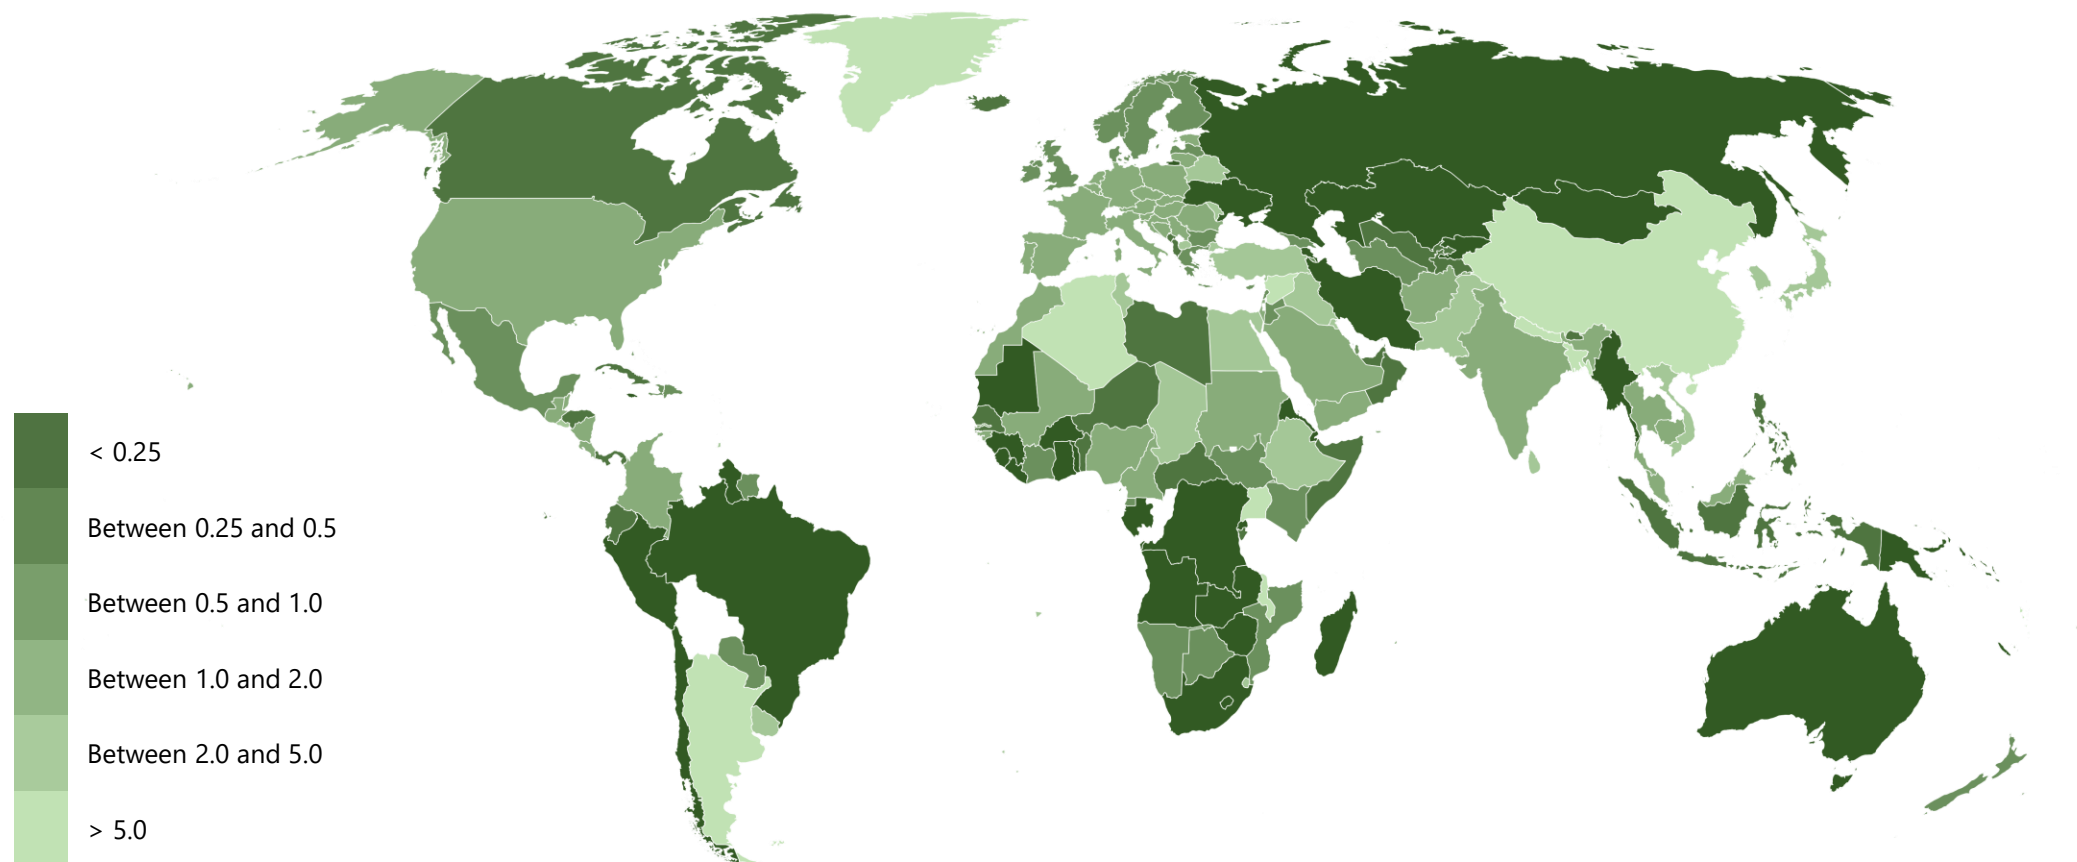 < 0.25
Between 0.25 and 0.5
Between 0.5 and 1.0
Between 1.0 and 2.0
Between 2.0 and 5.0
> 5.0